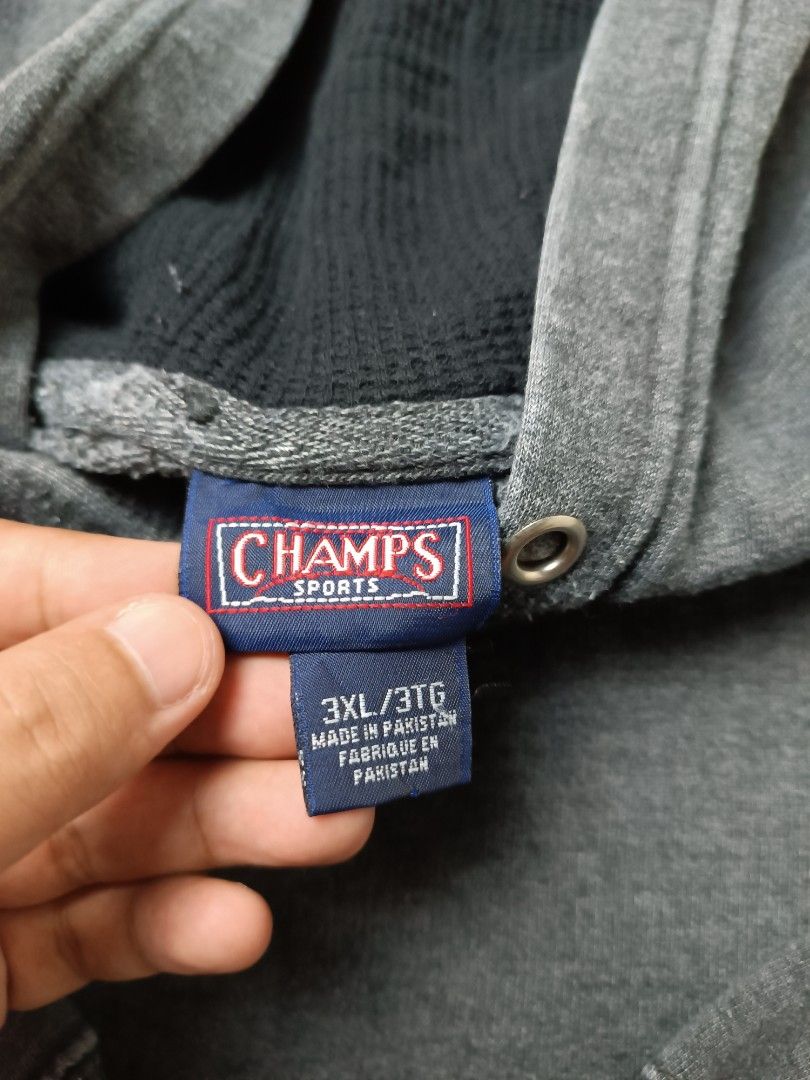 CHAMPS
SPORTS
3XL/3TG
MADE IN PAKISTAN
FABRIQUE EN
PAKISTAN